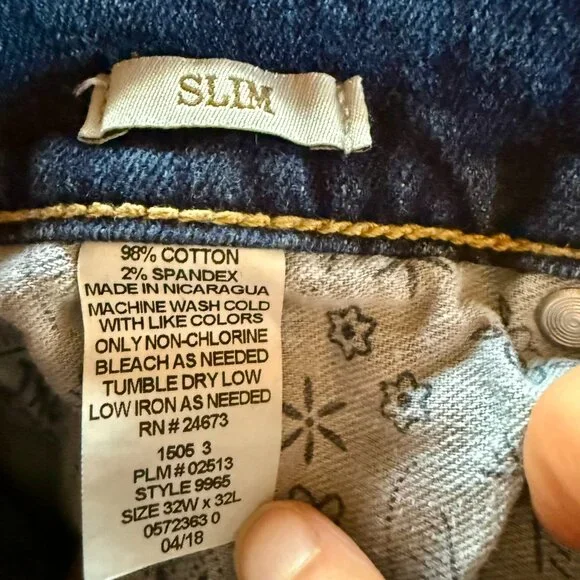 SLIM
98% COTTON
2% SPANDEX
MADE IN NICARAGUA
MACHINE WASH COLD
WITH LIKE COLORS
ONLY NON-CHLORINE
BLEACH AS NEEDED
TUMBLE DRY LOW
LOW IRON AS NEEDED
RN # 24673
1505 3
PLM # 02513
STYLE 9965
SIZE 32W x 32L
0572363 0
04/18